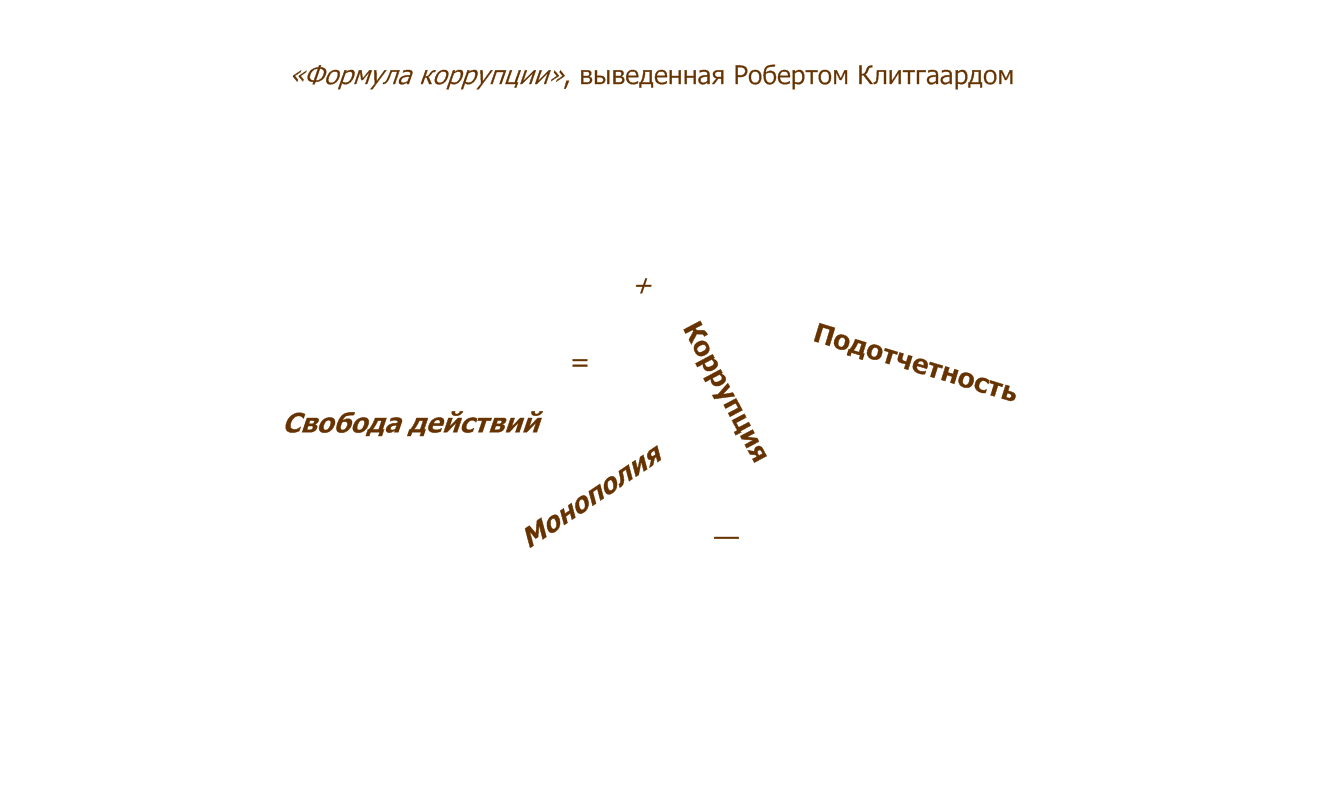 «Формула коррупции», выведенная Робертом Клитгаардом
+
Коррупция
Подотчетность
=
Свобода действий
Монополия
—